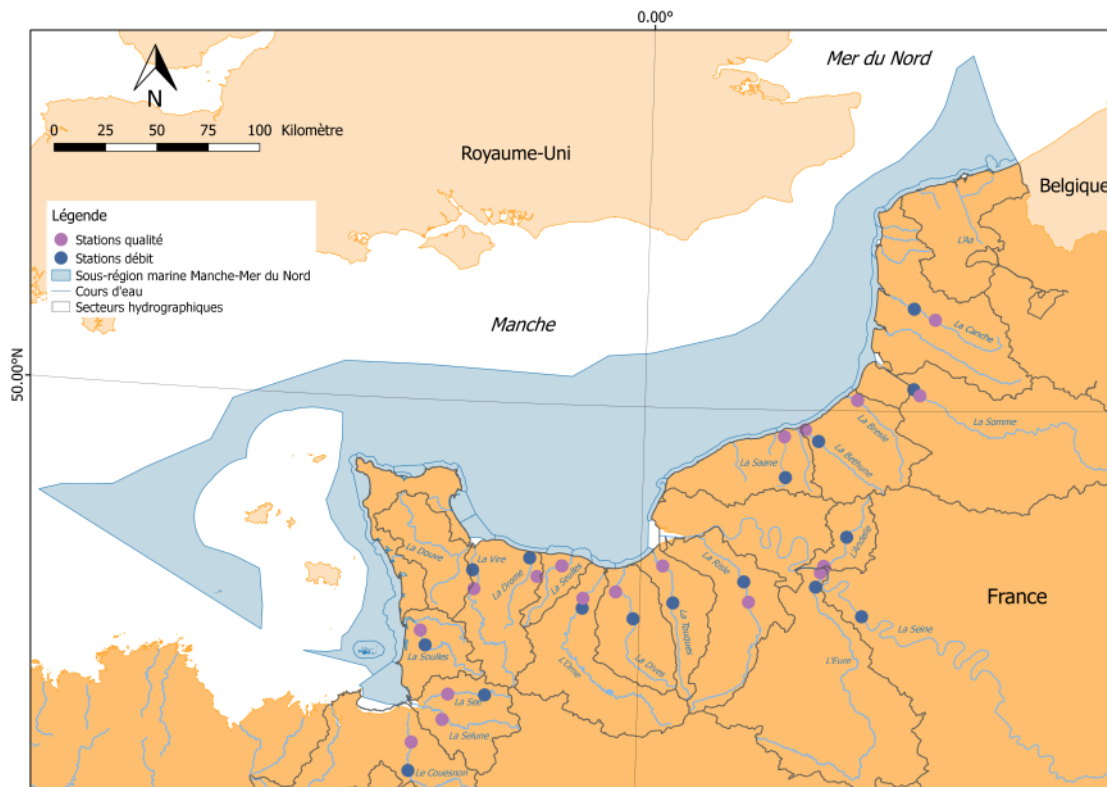 0.00°
Mer du Nord
N
0 25 50 75 100 Kilomètre
Royaume-Uni
Belgique
Légende
Stations qualité
Stations débit
Sous-région marine Manche-Mer du Nord
Cours d'eau
Secteurs hydrographiques
L'Aa
Manche
La Canche
50.00°N
La Somme
La Bresle
La Saane
La Béthune
La Douve
La Vire
La Drome
La Seulles
La Risle
L'Andelle
France
La Touques
La Seine
La Soulles
L'Orne
La Dives
L'Eure
La See
La Selune
Le Couesnon